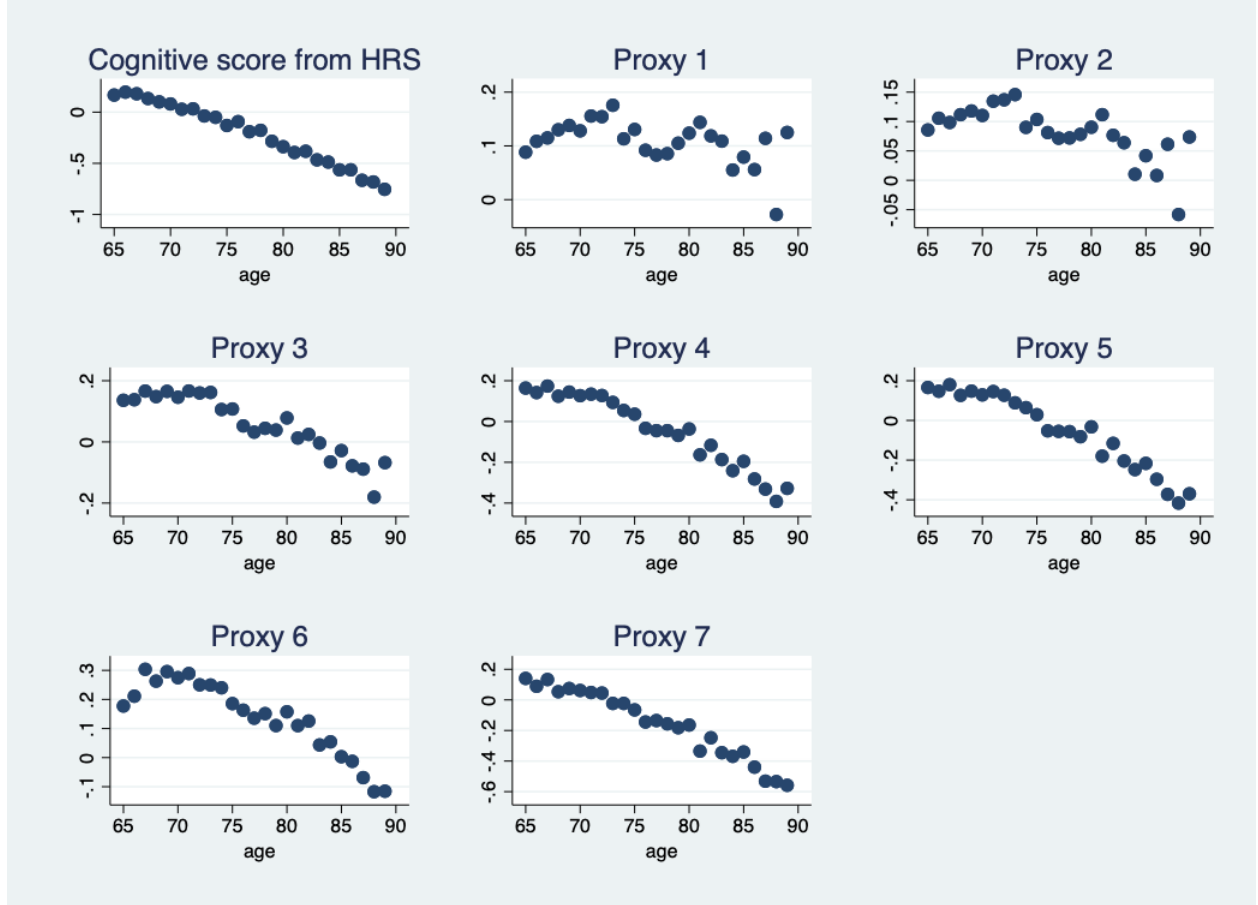 Cognitive score from HRS
0
-.5
-1
65 70 75 80 85 90
age
Proxy 1
.2
.1
0
65 70 75 80 85 90
age
Proxy 2
.15
.1
.05
0
-.05
65 70 75 80 85 90
age
Proxy 3
.2
0
-.2
65 70 75 80 85 90
age
Proxy 4
.2
0
-.2
-.4
65 70 75 80 85 90
age
Proxy 5
.2
0
-.2
-.4
65 70 75 80 85 90
age
Proxy 6
.3
.2
.1
0
-.1
65 70 75 80 85 90
age
Proxy 7
.2
0
-.2
-.4
-.6
65 70 75 80 85 90
age